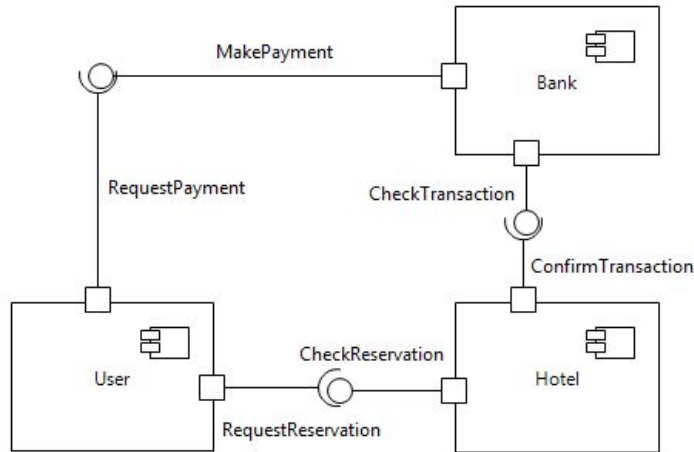 MakePayment
Bank
RequestPayment
CheckTransaction
ConfirmTransaction
CheckReservation
User
Hotel
RequestReservation